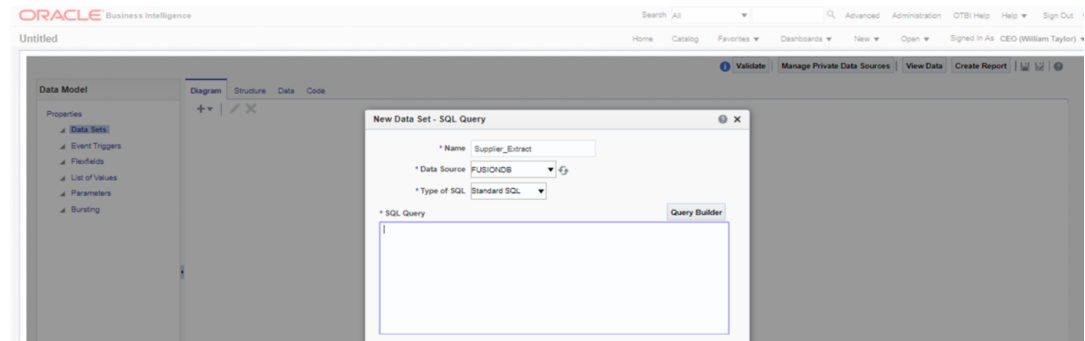 ORACLE Business Intelligence Search All Advanced Administration OTBI Help Help Sign Out
Untitled Home Catalog Favorites Dashboards New Open Signed In As CEO (William Taylor)
Validate Manage Private Data Sources View Data Create Report
Data Model Diagram Structure Data Code
Properties
Data Sets
Event Triggers
Flexfields
List of Values
Parameters
Bursting
New Data Set - SQL Query
* Name Supplier_Extract
* Data Source FUSIONDB
* Type of SQL Standard SQL
* SQL Query Query Builder